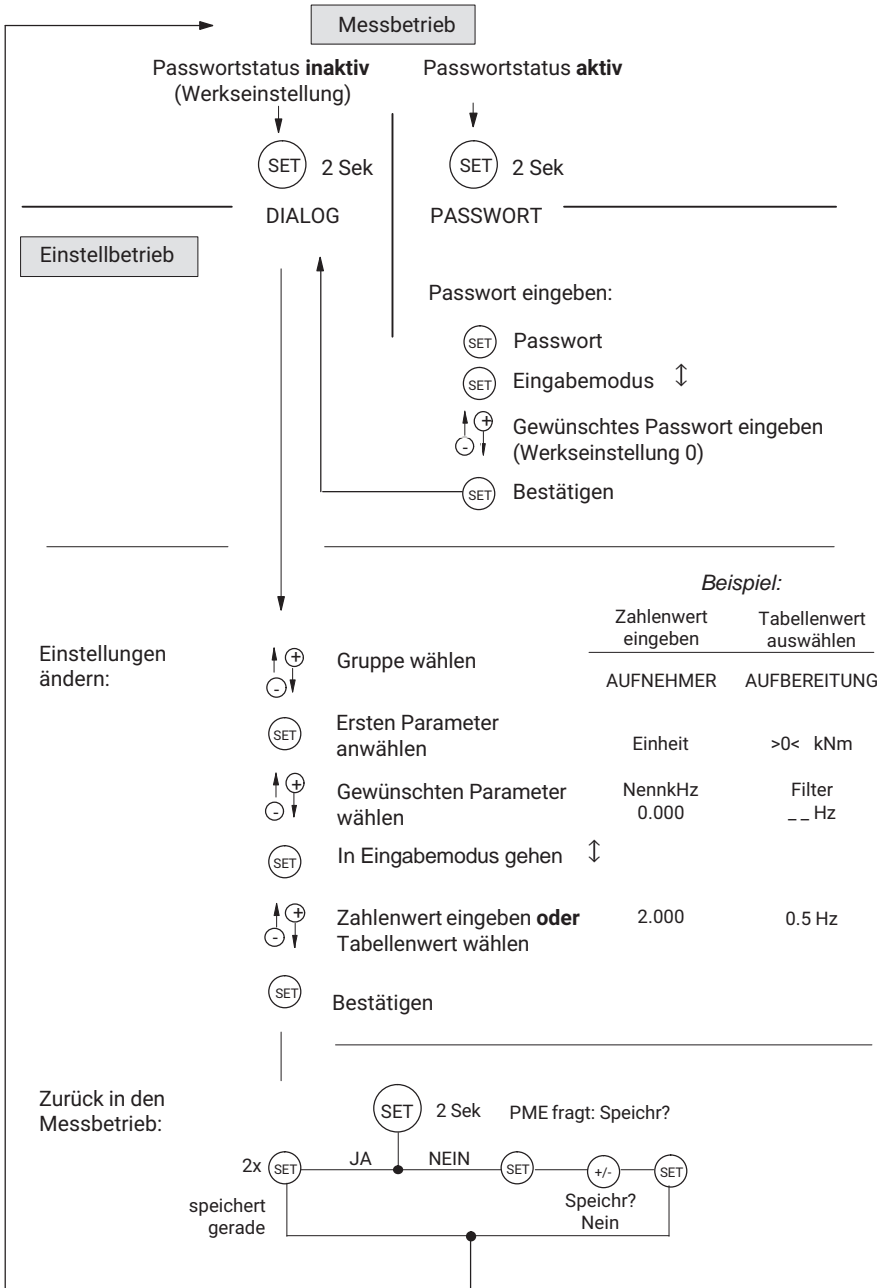 Messbetrieb
Passwortstatus inaktiv
(Werkseinstellung)
Passwortstatus aktiv
SET 2 Sek
SET 2 Sek
DIALOG
PASSWORT
Einstellbetrieb
Passwort eingeben:
SET Passwort
SET Eingabemodus ↕
+
-
Gewünschtes Passwort eingeben
(Werkseinstellung 0)
SET Bestätigen
Beispiel:
Zahlenwert
eingeben
Tabellenwert
auswählen
Einstellungen
ändern:
+
-
Gruppe wählen
AUFNEHMER
AUFBEREITUNG
SET
Ersten Parameter
anwählen
Einheit
>0< kNm
+
-
Gewünschten Parameter
wählen
NennkHz
0.000
Filter
_ _ Hz
SET In Eingabemodus gehen ↕
+
-
Zahlenwert eingeben oder
Tabellenwert wählen
2.000
0.5 Hz
SET Bestätigen
Zurück in den
Messbetrieb:
SET 2 Sek PME fragt: Speichr?
2x SET JA NEIN SET +/- SET
speichert
gerade
Speichr?
Nein